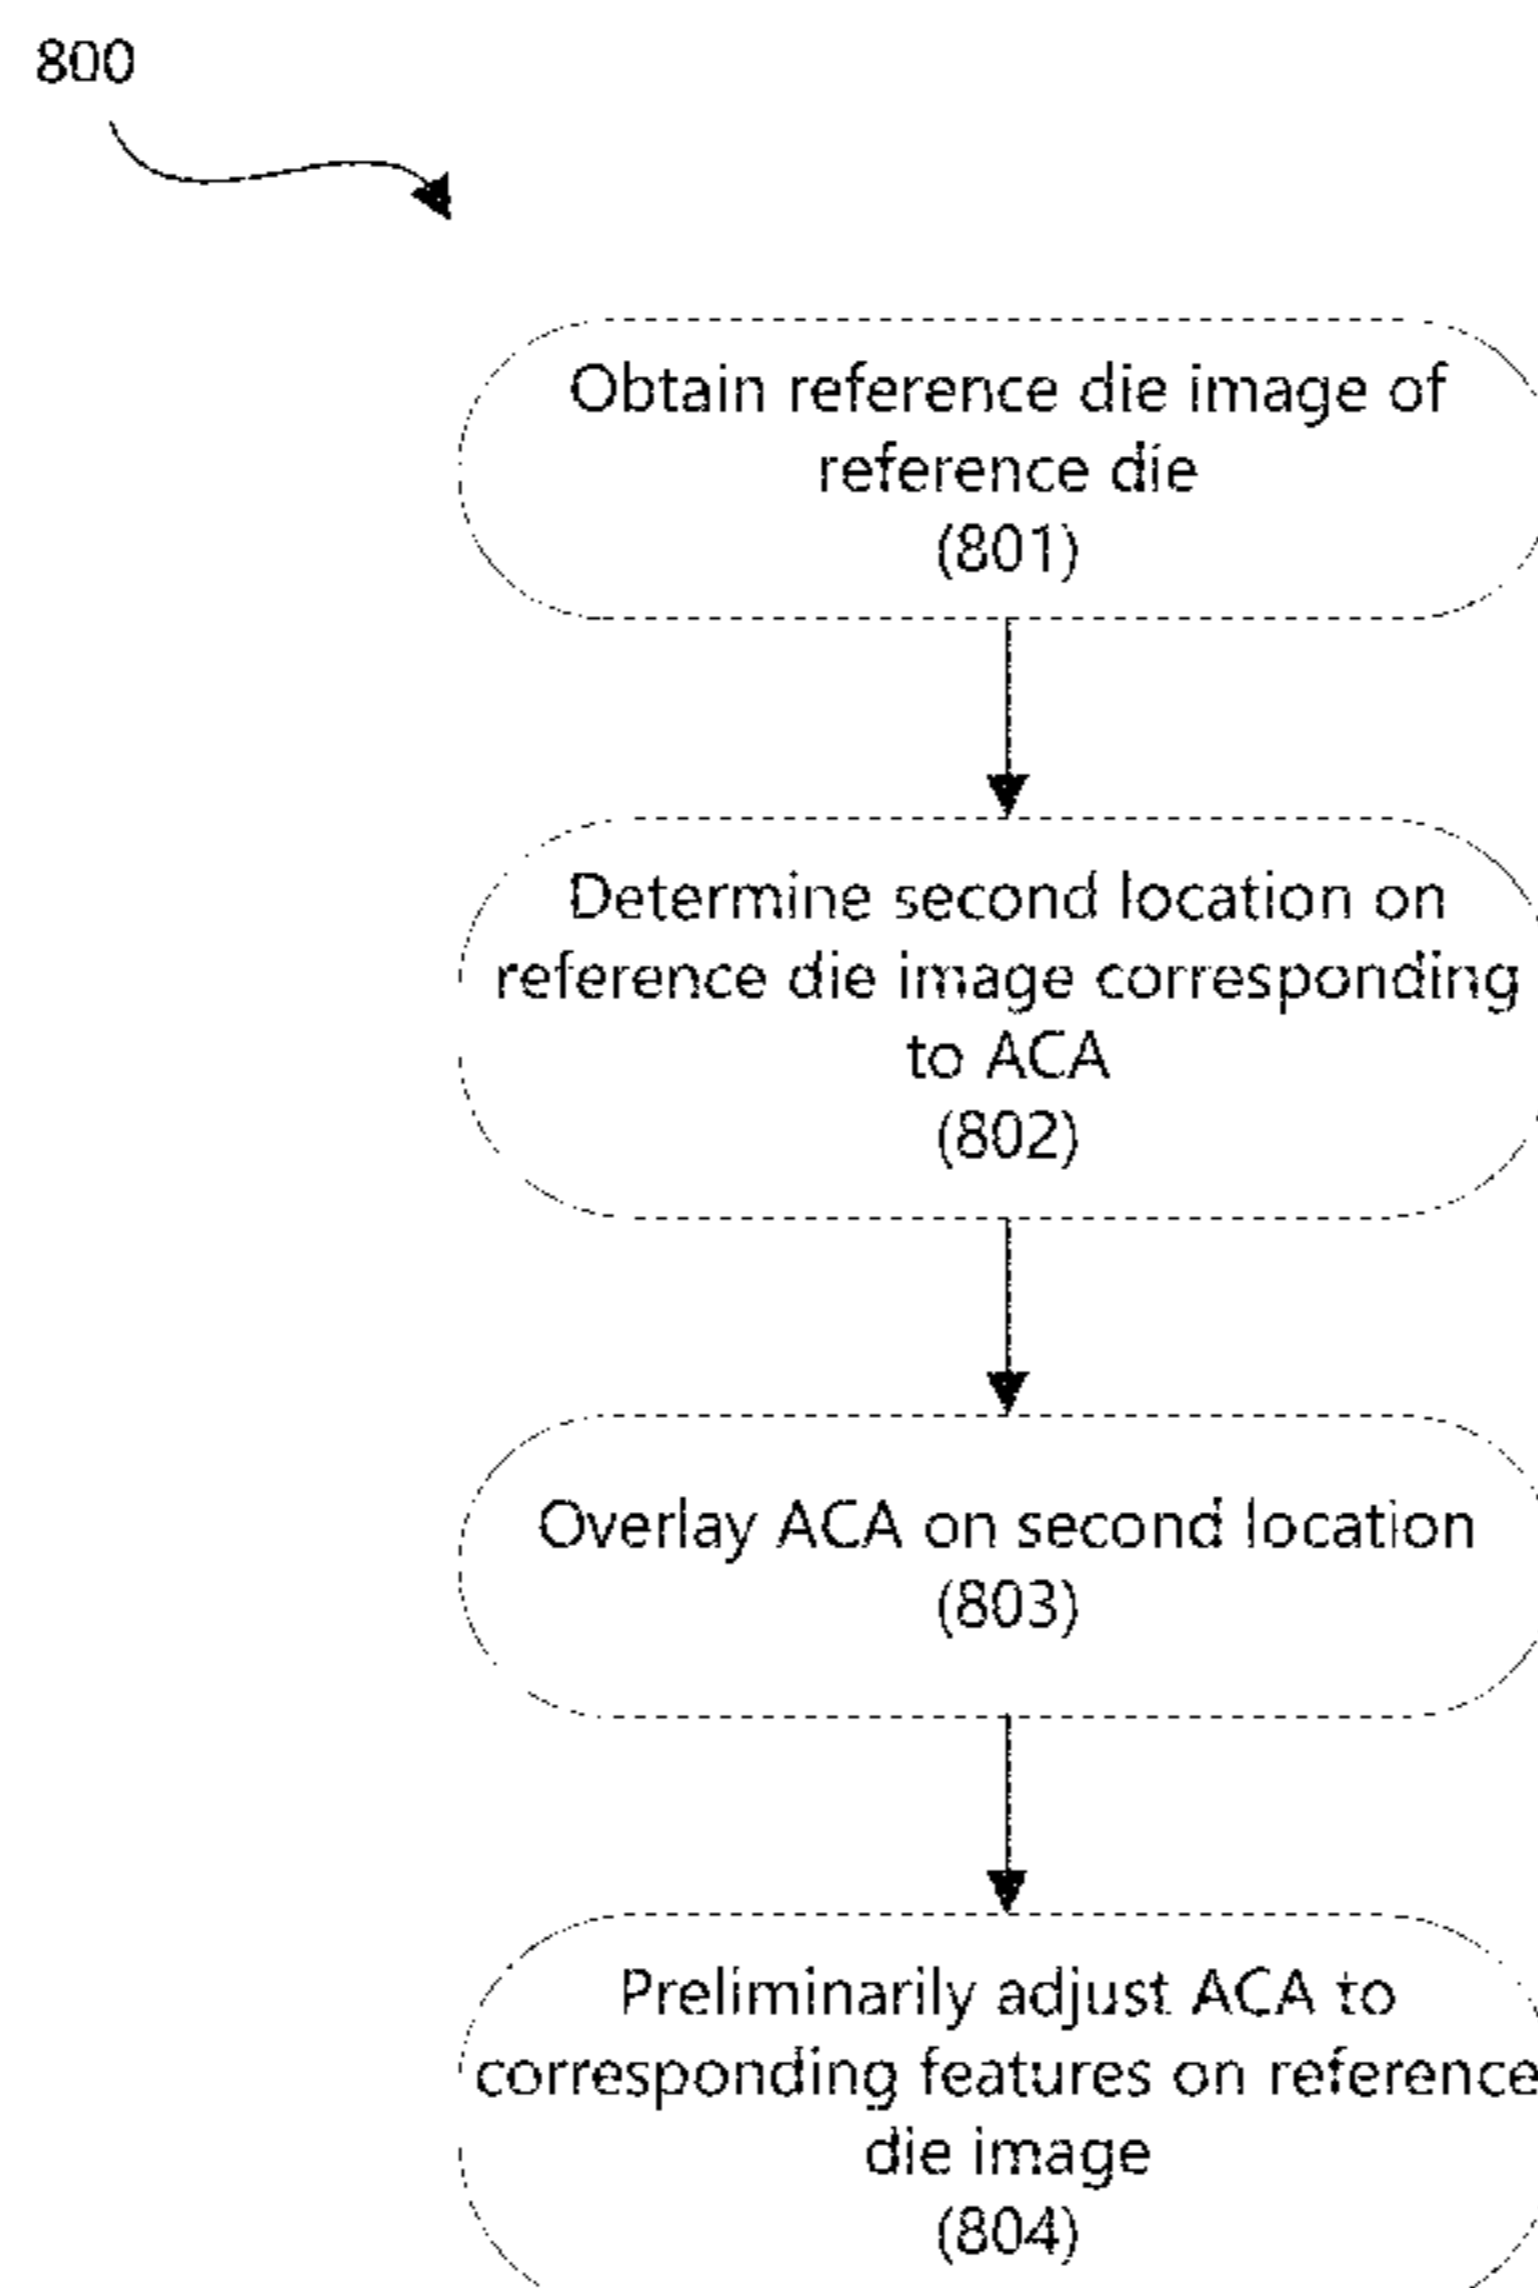 800
Obtain reference die image of
reference die
(801)
Determine second location on
reference die image corresponding
to ACA
(802)
Overlay ACA on second location
(803)
Preliminarily adjust ACA to
corresponding features on reference
die image
(804)